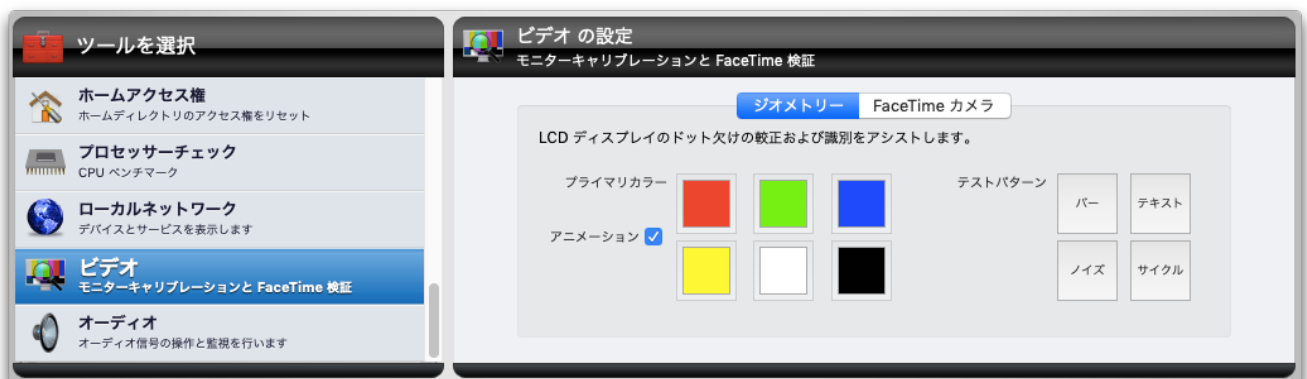 ツールを選択
ホームアクセス権
ホームディレクトリのアクセス権をリセット
プロセッサーチェック
CPU ベンチマーク
ローカルネットワーク
デバイスとサービスを表示します
ビデオ
モニターキャリブレーションと FaceTime 検証
オーディオ
オーディオ信号の操作と監視を行います
ビデオ の設定
モニターキャリブレーションと FaceTime 検証
ジオメトリー FaceTime カメラ
LCD ディスプレイのドット欠けの較正および識別をアシストします。
プライマリカラー
アニメーション
テストパターン
バー テキスト
ノイズ サイクル